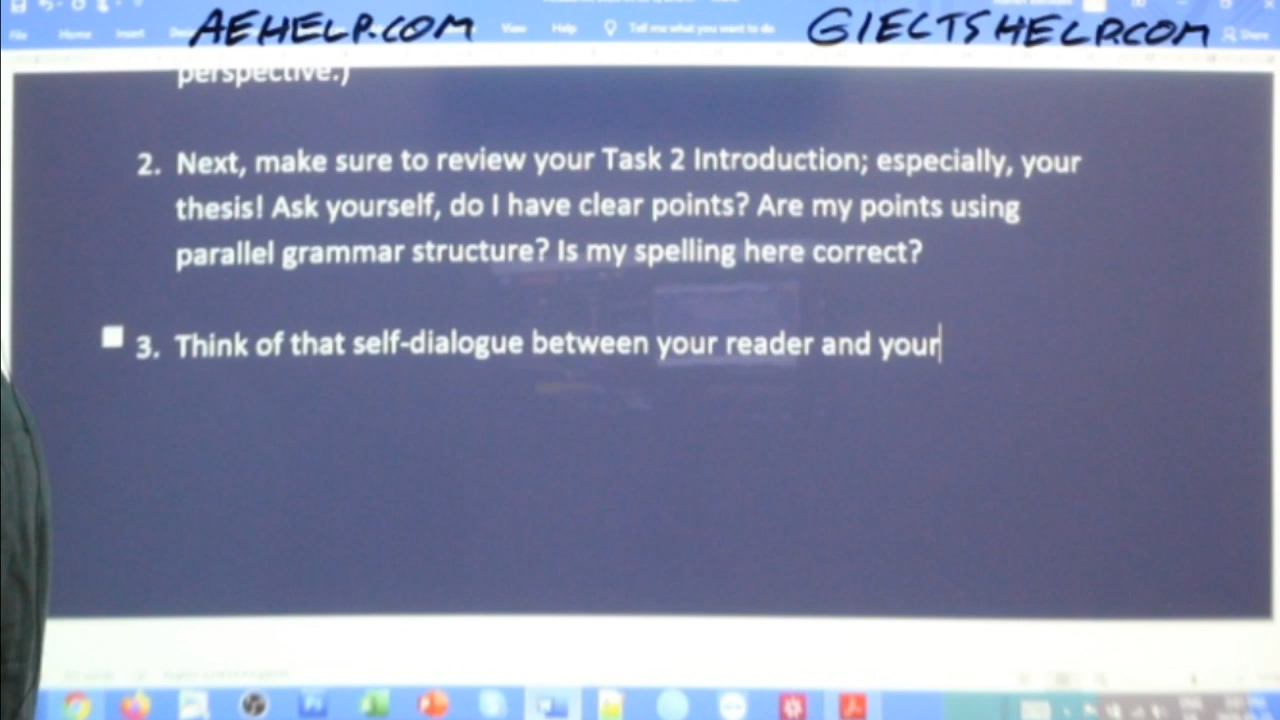 AEHELP.COM
GIELTSHELP.COM
File Home Insert
View Help Tell me what you want to do
Share
perspective.)
2. Next, make sure to review your Task 2 Introduction; especially, your
thesis! Ask yourself, do I have clear points? Are my points using
parallel grammar structure? Is my spelling here correct?
3. Think of that self-dialogue between your reader and your